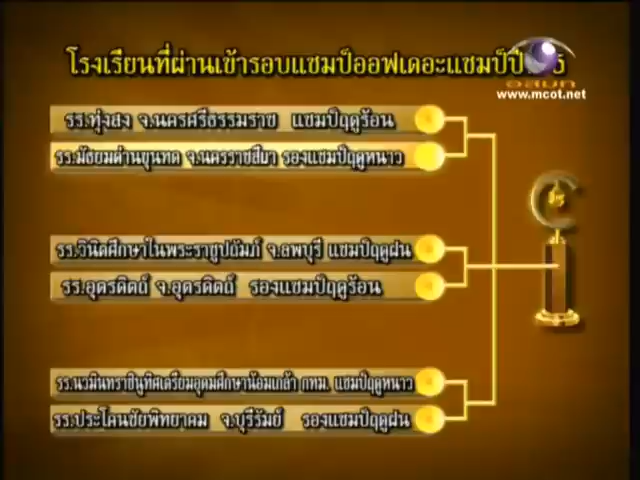 โรงเรียนที่ผ่านเข้ารอบแชมป์ออฟเดอะแชมป์ปี 5
อสมท
www.mcot.net
รร.ทุ่งสง จ.นครศรีธรรมราช แชมป์ฤดูร้อน
รร.มัธยมด่านขุนทด จ.นครราชสีมา รองแชมป์ฤดูหนาว
รร.วินิตศึกษาในพระราชูปถัมภ์ จ.ลพบุรี แชมป์ฤดูฝน
รร.อุตรดิตถ์ จ.อุตรดิตถ์ รองแชมป์ฤดูร้อน
รร.นวมินทราชินูทิศเตรียมอุดมศึกษาน้อมเกล้า กทม. แชมป์ฤดูหนาว
รร.ประโคนชัยพิทยาคม จ.บุรีรัมย์ รองแชมป์ฤดูฝน